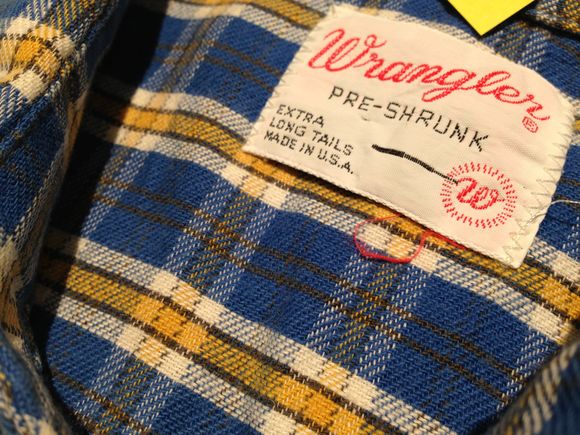 Wrangler®
PRE-SHRUNK
EXTRA
LONG TAILS
MADE IN U.S.A.
W